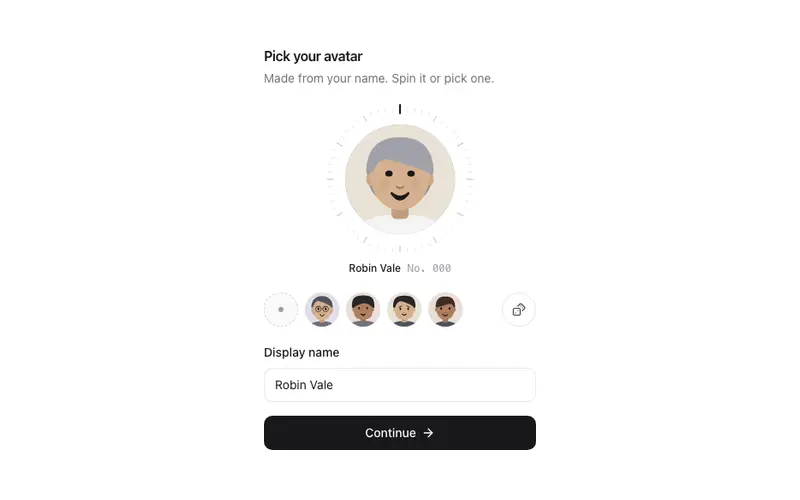 Pick your avatar
Made from your name. Spin it or pick one.
Robin Vale No. 000
Display name
Robin Vale
Continue